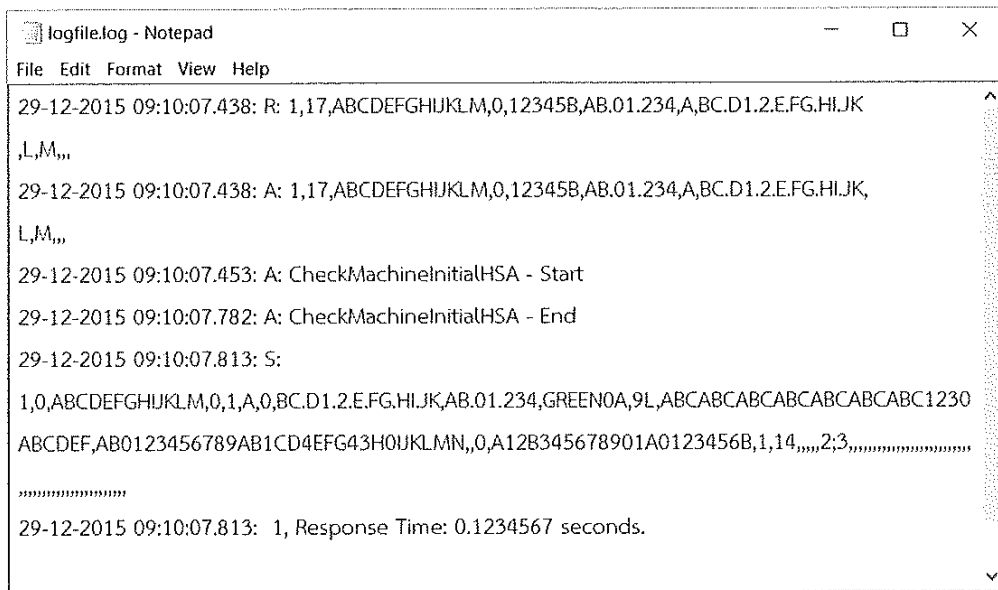 logfile.log - Notepad
File Edit Format View Help
29-12-2015 09:10:07.438: R: 1,17,ABCDEFGHIJKLM,0,12345B,AB.01.234,A,BC.D1.2.E.FG.HI.JK
,L,M,,,
29-12-2015 09:10:07.438: A: 1,17,ABCDEFGHIJKLM,0,12345B,AB.01.234,A,BC.D1.2.E.FG.HI.JK,
L,M,,,
29-12-2015 09:10:07.453: A: CheckMachineInitialHSA - Start
29-12-2015 09:10:07.782: A: CheckMachineInitialHSA - End
29-12-2015 09:10:07.813: S:
1,0,ABCDEFGHIJKLM,0,1,A,0,BC.D1.2.E.FG.HI.JK,AB.01.234,GREEN0A,9L,ABCABCABCABCABCABCABC1230
ABCDEF,AB0123456789AB1CD4EFG43H0IJKLMN,,0,A12B345678901A0123456B,1,14,,,,,2;3,,,,,,,,,,,,,,,,,,,,,,,,,,
,,,,,,,,,,,,,,,,,,,,,,,
29-12-2015 09:10:07.813: 1, Response Time: 0.1234567 seconds.